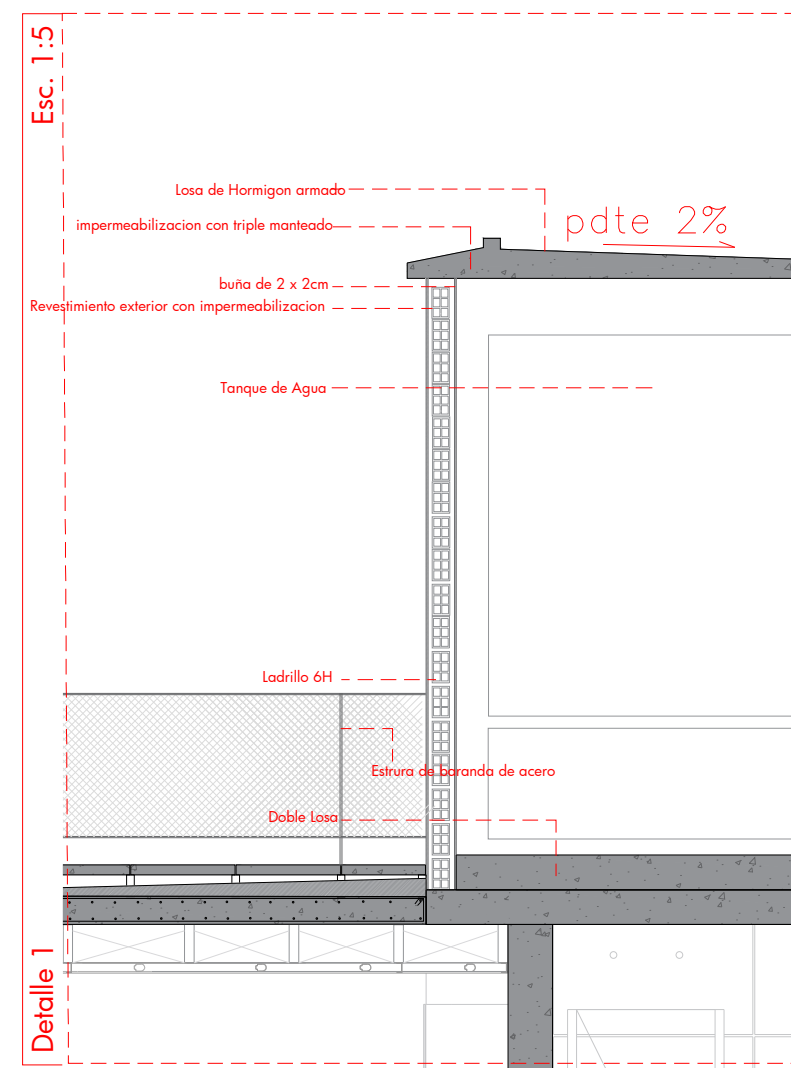 Esc. 1:5
Losa de Hormigon armado
pdte 2%
impermeabilizacion con triple manteado
buña de 2 x 2cm
Revestimiento exterior con impermeabilizacion
Tanque de Agua
Ladrillo 6H
Estrura de baranda de acero
Doble Losa
Detalle 1